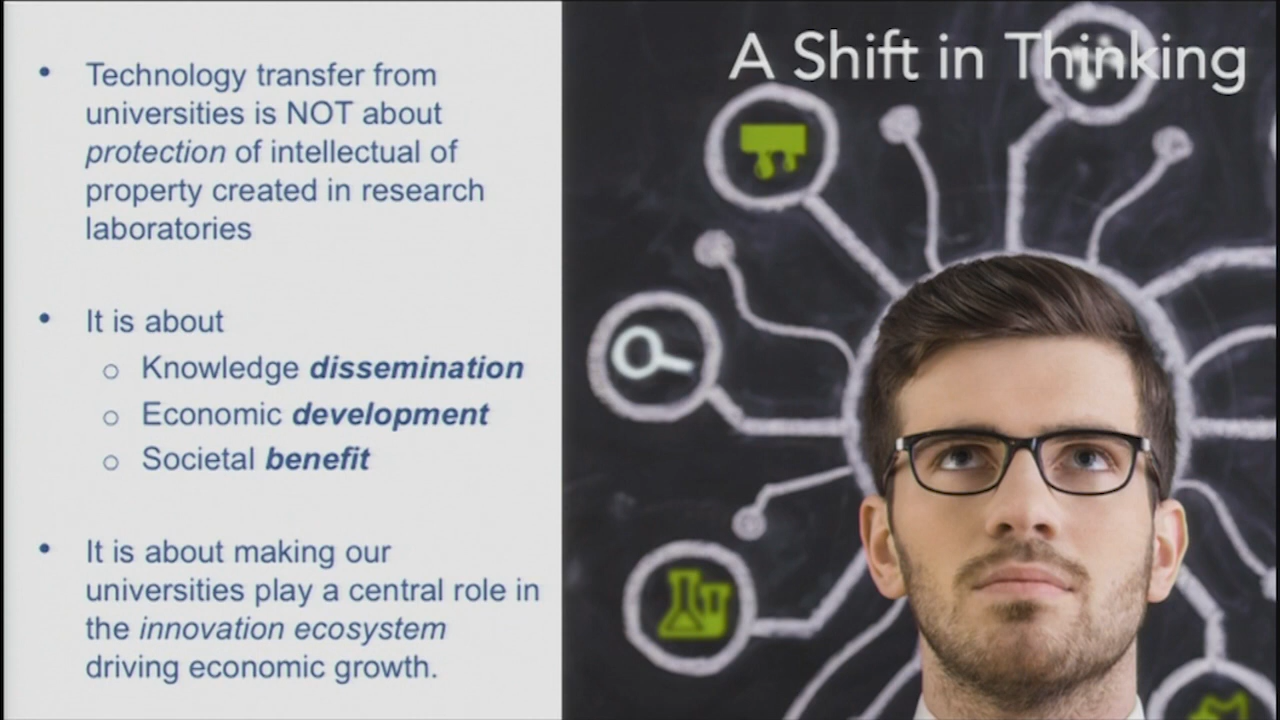 A Shift in Thinking
• Technology transfer from
universities is NOT about
protection of intellectual of
property created in research
laboratories
• It is about
o Knowledge dissemination
o Economic development
o Societal benefit
• It is about making our
universities play a central role in
the innovation ecosystem
driving economic growth.